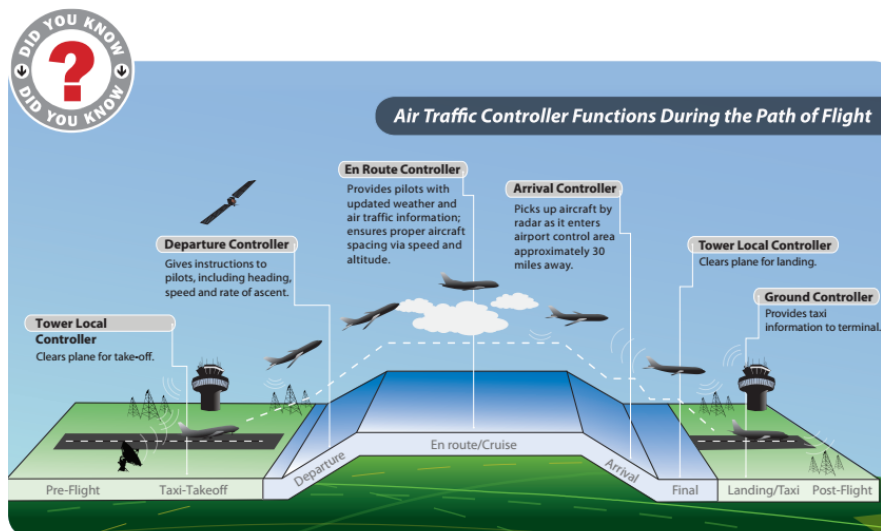 DID YOU KNOW
?
DID YOU KNOW
Air Traffic Controller Functions During the Path of Flight
En Route Controller
Provides pilots with
updated weather and
air traffic information;
ensures proper aircraft
spacing via speed and
altitude.
Arrival Controller
Picks up aircraft by
radar as it enters
airport control area
approximately 30
miles away.
Departure Controller
Gives instructions to
pilots, including heading,
speed and rate of ascent.
Tower Local Controller
Clears plane for landing.
Ground Controller
Provides taxi
information to terminal.
Tower Local
Controller
Clears plane for take-off.
Pre-Flight
Taxi-Takeoff
Departure
En route/Cruise
Arrival
Final
Landing/Taxi
Post-Flight